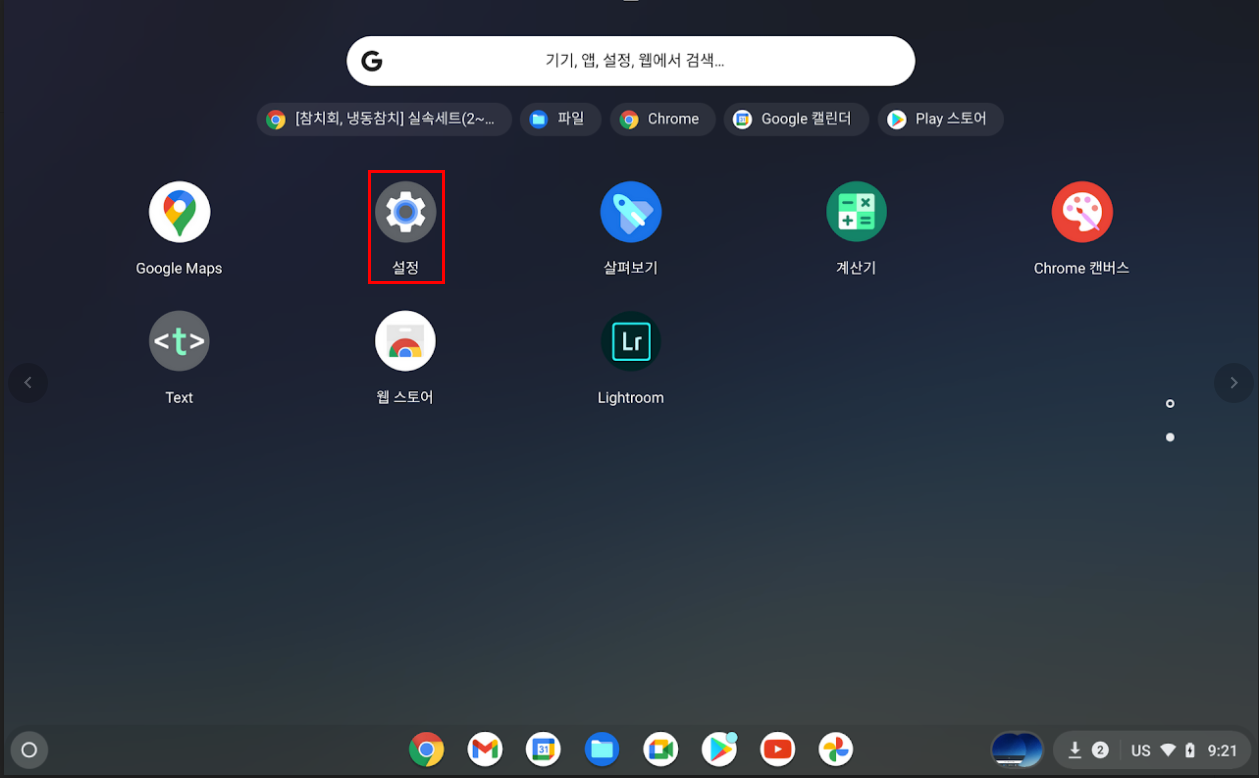 기기, 앱, 설정, 웹에서 검색...
[참치회, 냉동참치] 실속세트(2~...
파일
Chrome
Google 캘린더
Play 스토어
Google Maps
설정
살펴보기
계산기
Chrome 캔버스
<t>
Lr
Text
웹 스토어
Lightroom
31
2
US
9:21